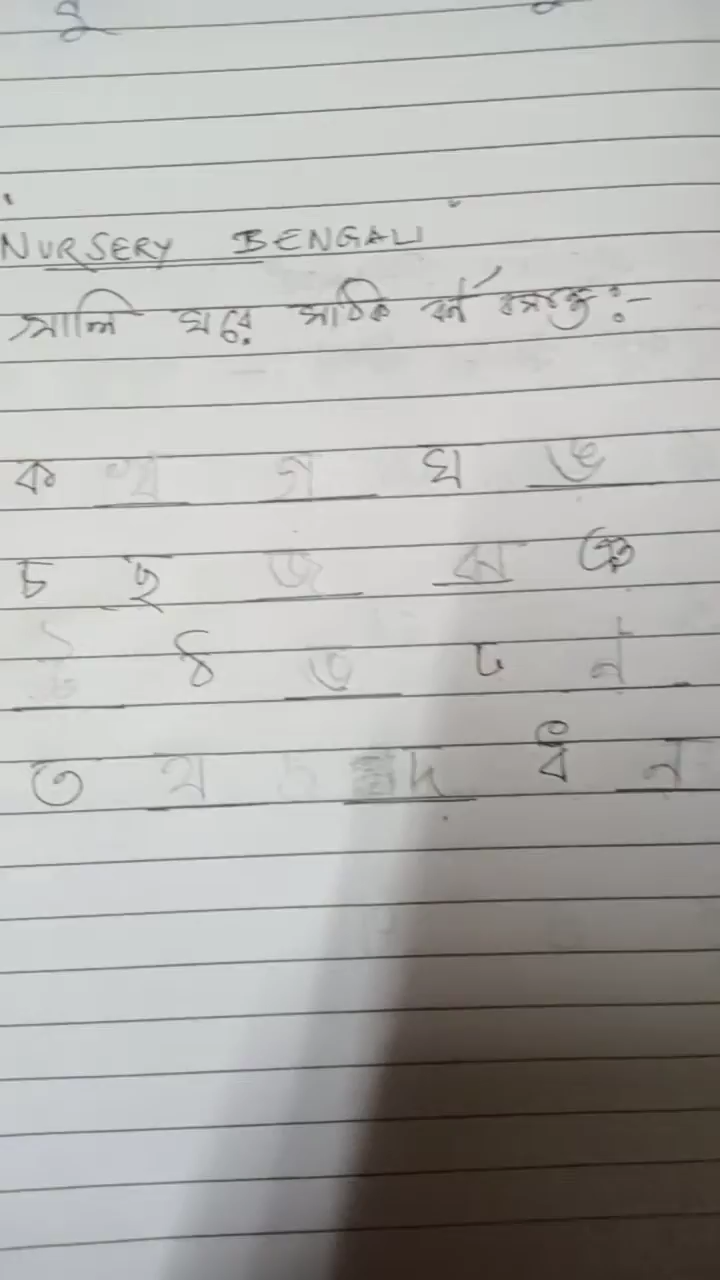 NURSERY BENGALI
খালি ঘরে সঠিক বর্ণ বসাও :-
ক খ গ ঘ ঙ
চ ছ জ ঝ ঞ
ট ঠ ড ঢ ণ
ত থ দ ধ ন